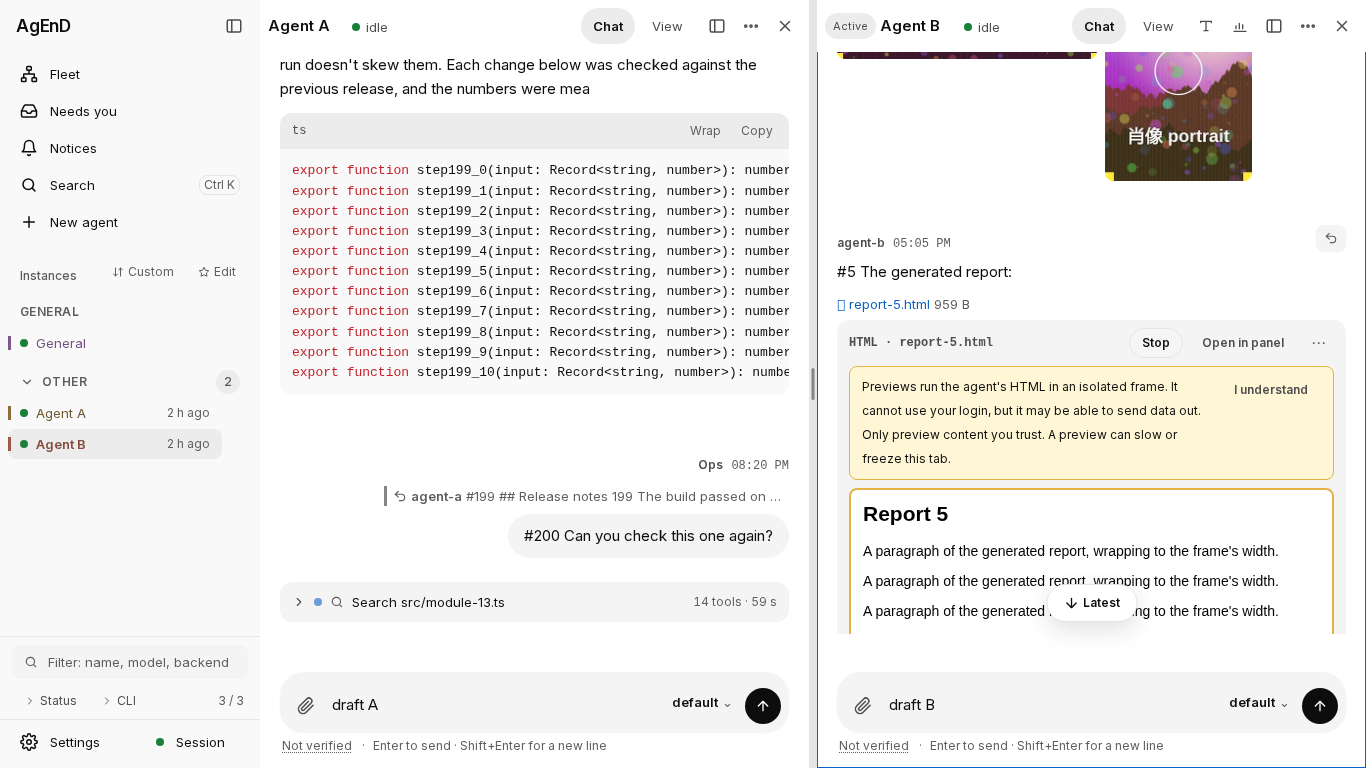 AgEnD
Fleet
Needs you
Notices
Search Ctrl K
New agent
Instances Custom Edit
GENERAL
General
OTHER 2
Agent A 2 h ago
Agent B 2 h ago
Filter: name, model, backend
Status CLI 3 / 3
Settings Session
Agent A idle Chat View
run doesn't skew them. Each change below was checked against the
previous release, and the numbers were mea
ts Wrap Copy
export function step199_0(input: Record<string, number>): number
export function step199_1(input: Record<string, number>): number
export function step199_2(input: Record<string, number>): number
export function step199_3(input: Record<string, number>): number
export function step199_4(input: Record<string, number>): number
export function step199_5(input: Record<string, number>): number
export function step199_6(input: Record<string, number>): number
export function step199_7(input: Record<string, number>): number
export function step199_8(input: Record<string, number>): number
export function step199_9(input: Record<string, number>): number
export function step199_10(input: Record<string, number>): numbe
Ops 08:20 PM
agent-a #199 ## Release notes 199 The build passed on …
#200 Can you check this one again?
Search src/module-13.ts 14 tools · 59 s
draft A default
Not verified · Enter to send · Shift+Enter for a new line
Active Agent B idle Chat View
肖像 portrait
agent-b 05:05 PM
#5 The generated report:
report-5.html 959 B
HTML · report-5.html Stop Open in panel ···
Previews run the agent's HTML in an isolated frame. It
cannot use your login, but it may be able to send data out.
Only preview content you trust. A preview can slow or
freeze this tab.
I understand
Report 5
A paragraph of the generated report, wrapping to the frame's width.
A paragraph of the generated report, wrapping to the frame's width.
A paragraph of the generated ing to the frame's width.
Latest
draft B default
Not verified · Enter to send · Shift+Enter for a new line